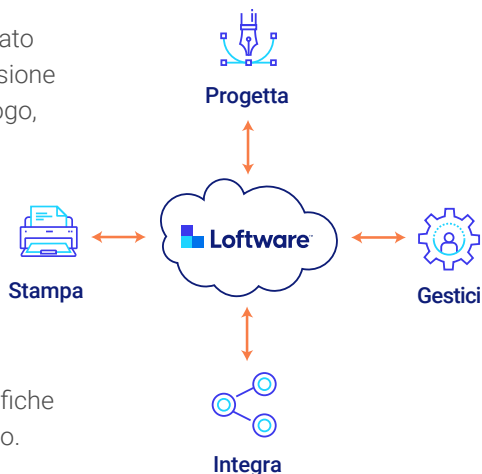 ato
sione
ogo,
Progetta
Loftware
Stampa
Gestici
fiche
o.
Integra